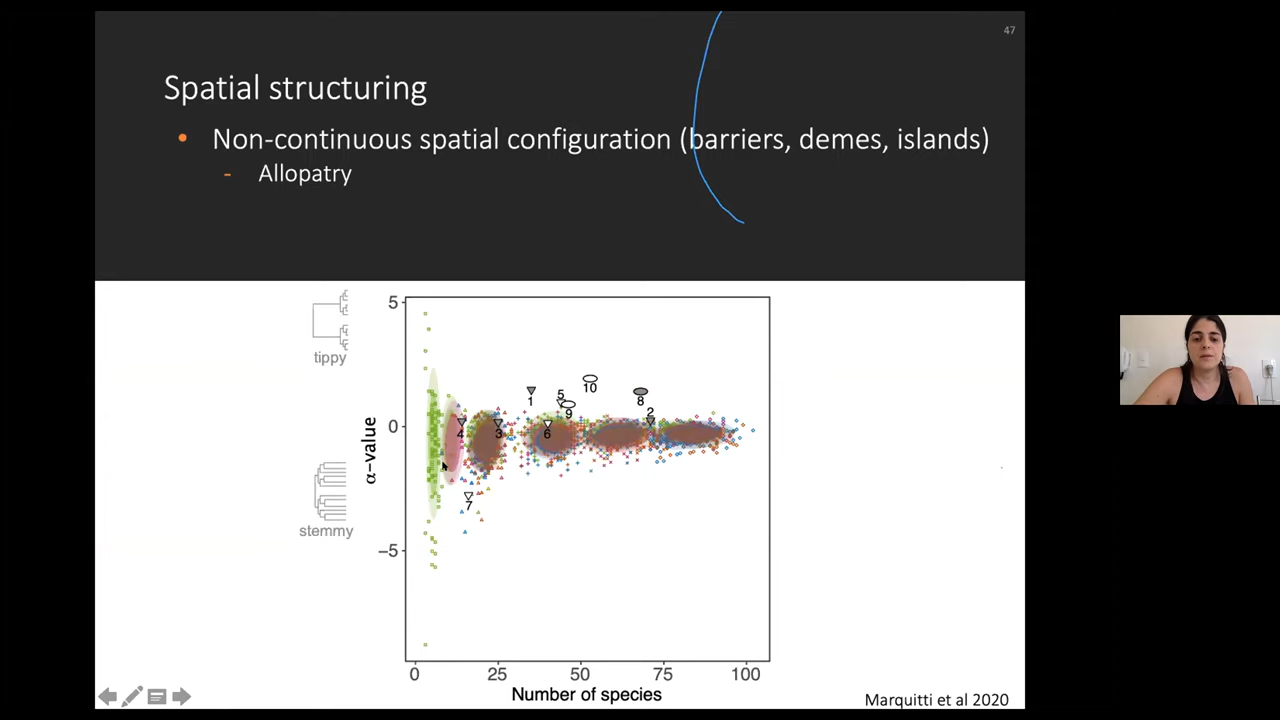 47
Spatial structuring
• Non-continuous spatial configuration (barriers, demes, islands)
- Allopatry
tippy
stemmy
α-value
5
0
−5
1
2
3
4
5
6
7
8
9
10
0 25 50 75 100
Number of species
Marquitti et al 2020